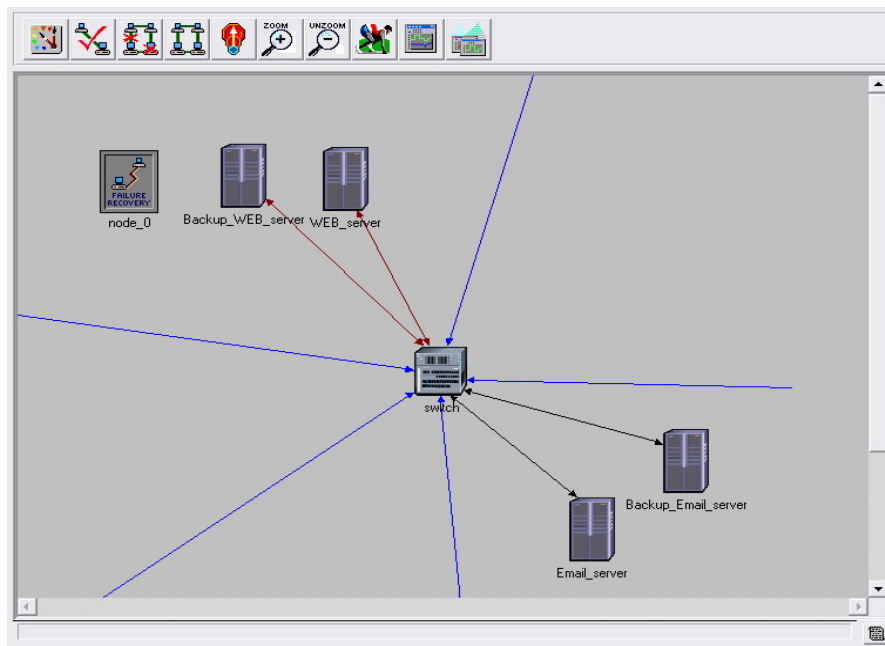 ZOOM
UNZOOM
FAILURE
RECOVERY
node_0
Backup_WEB_server
WEB_server
switch
Backup_Email_server
Email_server